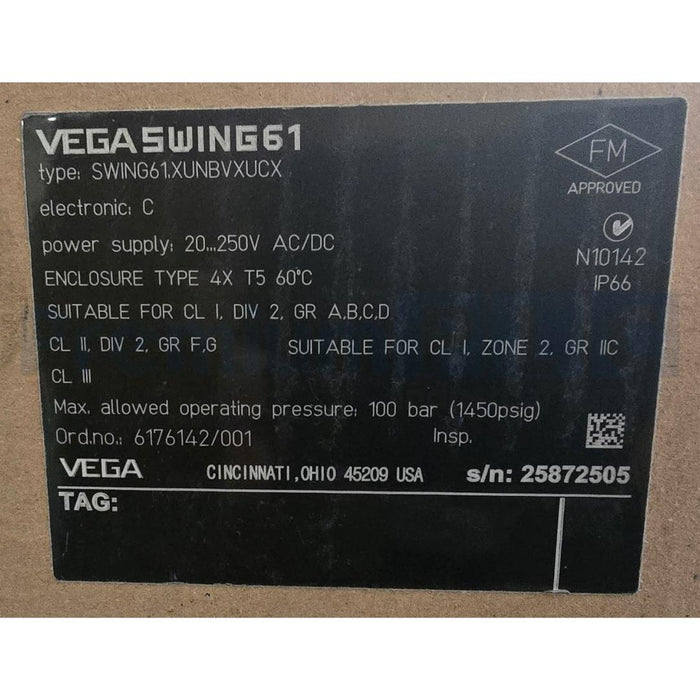 VEGASWING61
type: SWING61.XUNBVXUCX
electronic: C
power supply: 20...250V AC/DC
ENCLOSURE TYPE 4X T5 60°C
SUITABLE FOR CL I, DIV 2, GR A,B,C,D
CL II, DIV 2, GR F,G SUITABLE FOR CL I, ZONE 2, GR IIC
CL III
Max. allowed operating pressure: 100 bar (1450psig)
Ord.no.: 6176142/001 Insp.
VEGA CINCINNATI,OHIO 45209 USA s/n: 25872505
TAG:
FM
APPROVED
N10142
IP66